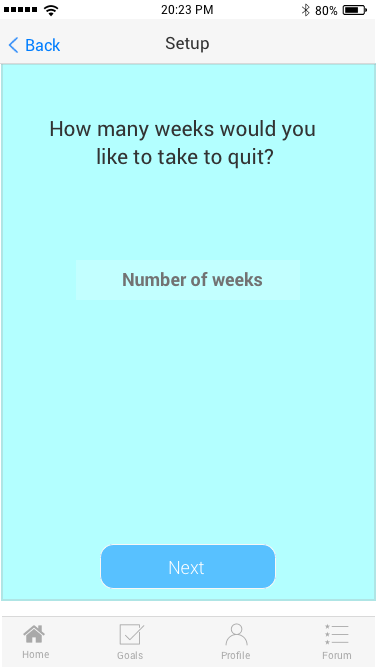 20:23 PM
80%
Back
Setup
How many weeks would you
like to take to quit?
Number of weeks
Next
Home
Goals
Profile
Forum